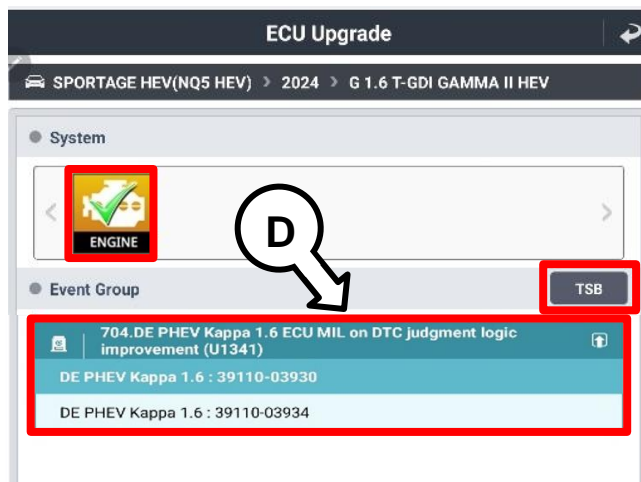 ECU Upgrade
SPORTAGE HEV(NQ5 HEV) > 2024 > G 1.6 T-GDI GAMMA II HEV
System
ENGINE
D
Event Group
TSB
704.DE PHEV Kappa 1.6 ECU MIL on DTC judgment logic
improvement (U1341)
DE PHEV Kappa 1.6 : 39110-03930
DE PHEV Kappa 1.6 : 39110-03934